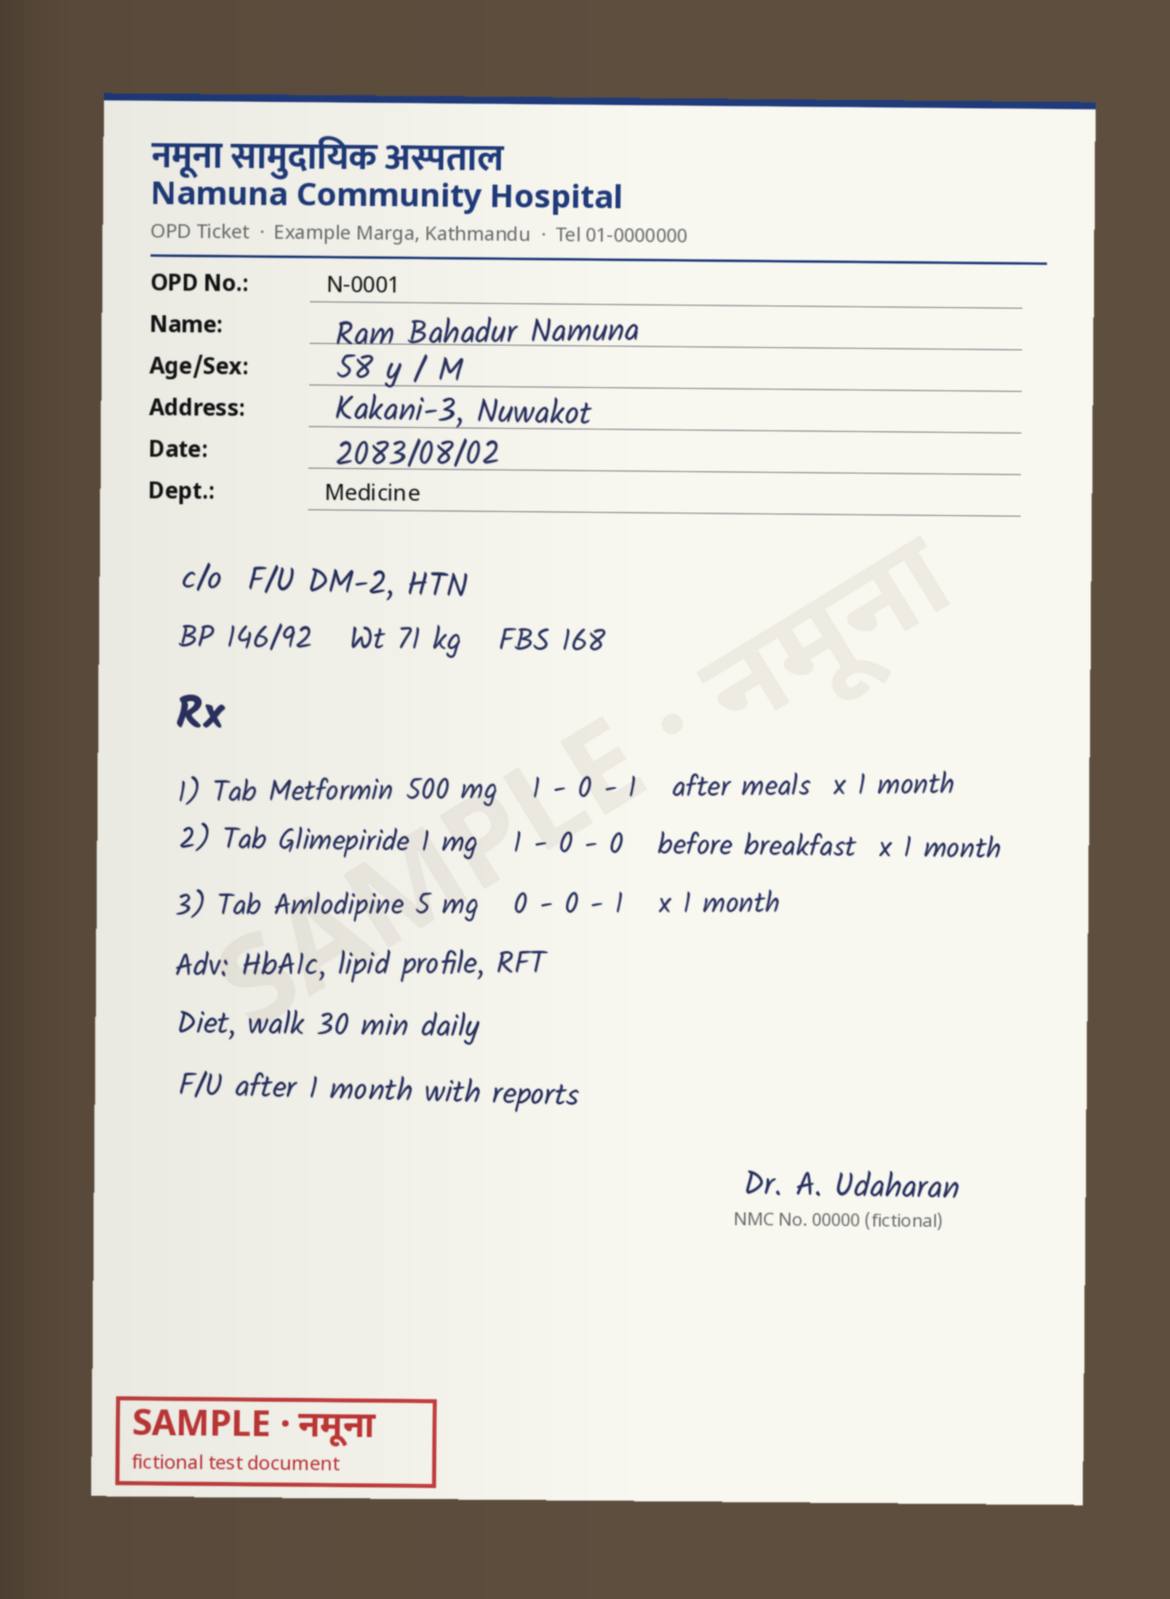 नमूना सामुदायिक अस्पताल
Namuna Community Hospital
OPD Ticket · Example Marga, Kathmandu · Tel 01-0000000
OPD No.: N-0001
Name: Ram Bahadur Namuna
Age/Sex: 58 y / M
Address: Kakani-3, Nuwakot
Date: 2083/08/02
Dept.: Medicine
c/o F/U DM-2, HTN
BP 146/92 Wt 71 kg FBS 168
Rx
1) Tab Metformin 500 mg 1 - 0 - 1 after meals x 1 month
2) Tab Glimepiride 1 mg 1 - 0 - 0 before breakfast x 1 month
3) Tab Amlodipine 5 mg 0 - 0 - 1 x 1 month
Adv: HbA1c, lipid profile, RFT
Diet, walk 30 min daily
F/U after 1 month with reports
Dr. A. Udaharan
NMC No. 00000 (fictional)
SAMPLE · नमूना
SAMPLE · नमूना
fictional test document